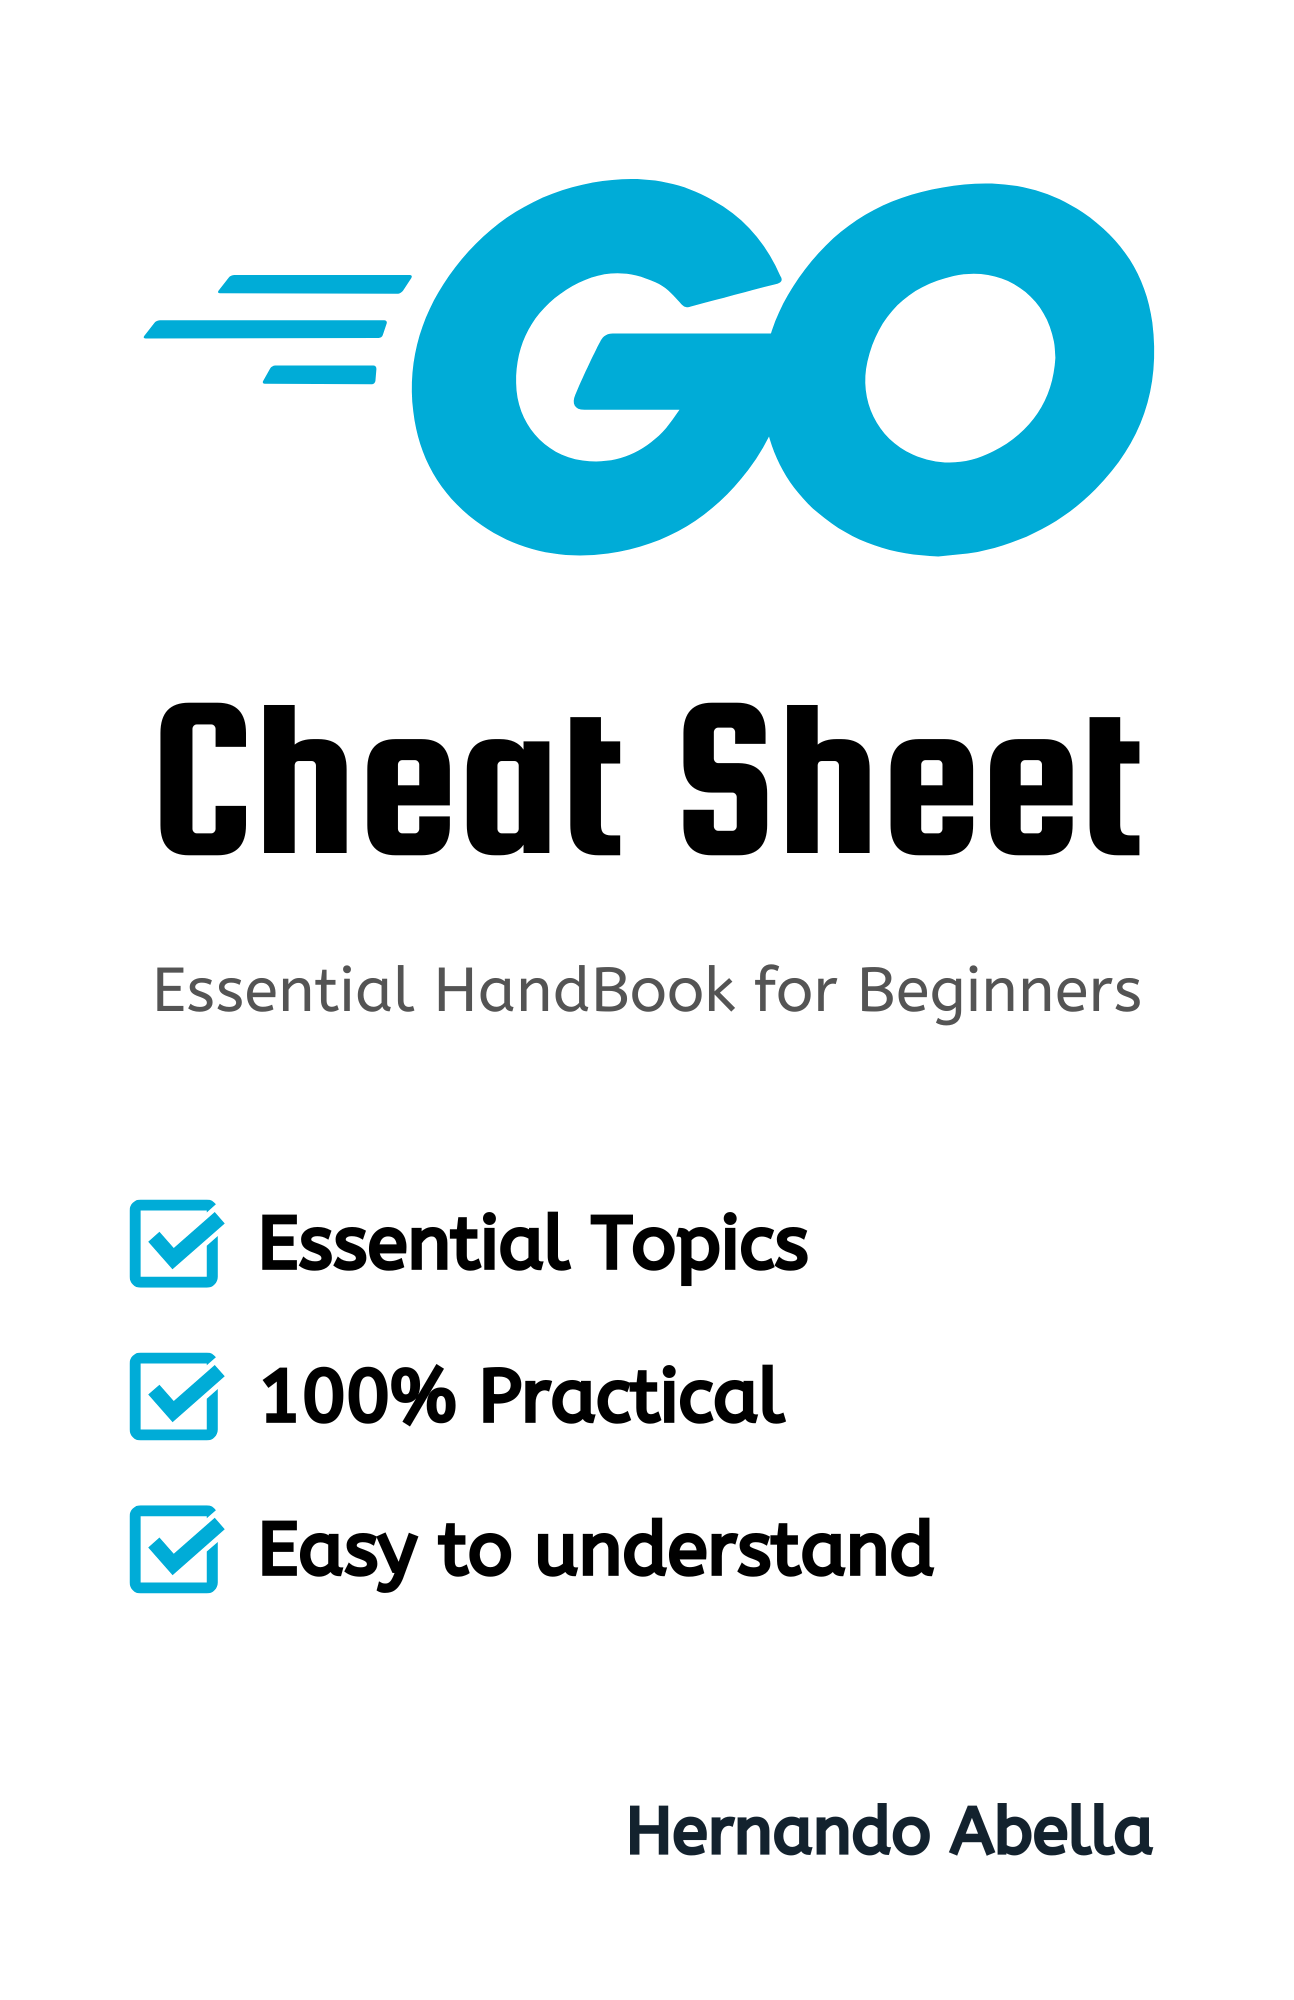 GO
Cheat Sheet
Essential HandBook for Beginners
Essential Topics
100% Practical
Easy to understand
Hernando Abella